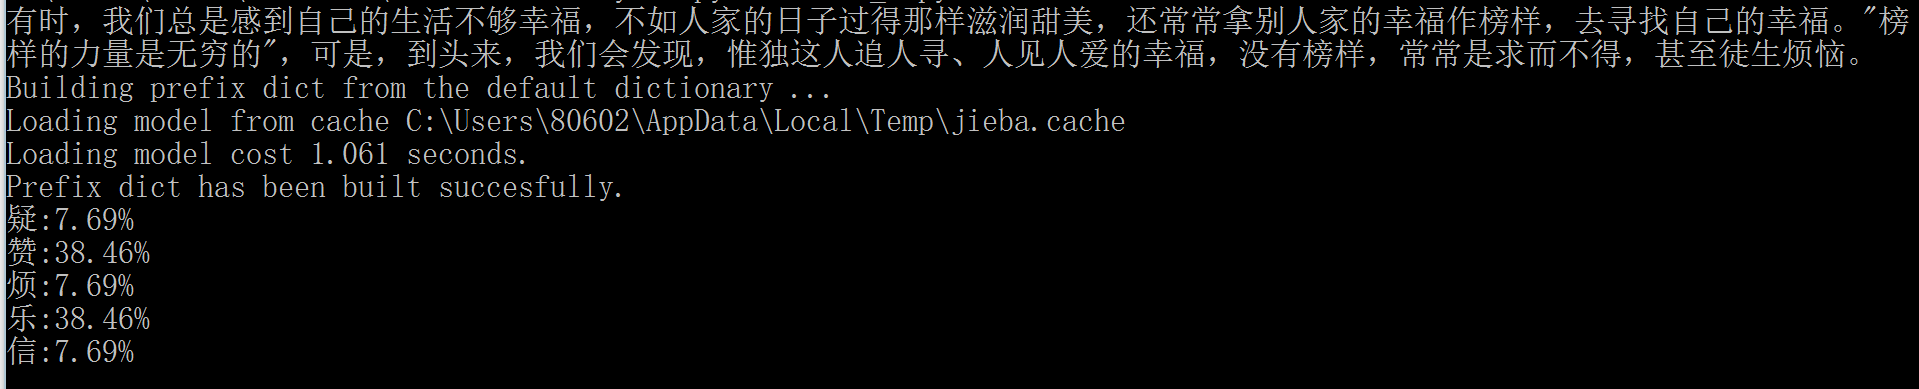 有时，我们总是感到自己的生活不够幸福，不如人家的日子过得那样滋润甜美，还常常拿别人家的幸福作榜样，去寻找自己的幸福。"榜
样的力量是无穷的"，可是，到头来，我们会发现，惟独这人追人寻、人见人爱的幸福，没有榜样，常常是求而不得，甚至徒生烦恼。
Building prefix dict from the default dictionary ...
Loading model from cache C:\Users\80602\AppData\Local\Temp\jieba.cache
Loading model cost 1.061 seconds.
Prefix dict has been built succesfully.
疑:7.69%
赞:38.46%
烦:7.69%
乐:38.46%
信:7.69%